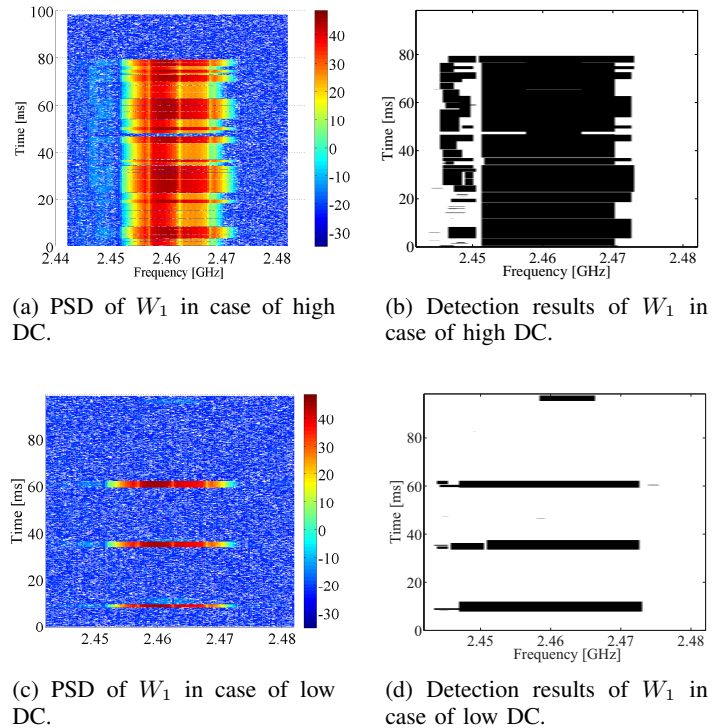 100
80
60
40
20
0
Time [ms]
2.44 2.45 2.46 2.47 2.48
Frequency [GHz]
40
30
20
10
0
-10
-20
-30
80
60
40
20
0
Time [ms]
2.45 2.46 2.47 2.48
Frequency [GHz]
(a) PSD of W1 in case of high
DC.
(b) Detection results of W1 in
case of high DC.
80
60
40
20
0
Time [ms]
2.45 2.46 2.47 2.48
40
30
20
10
0
-10
-20
-30
80
60
40
20
0
Time [ms]
2.45 2.46 2.47 2.48
Frequency [GHz]
(c) PSD of W1 in case of low
DC.
(d) Detection results of W1 in
case of low DC.